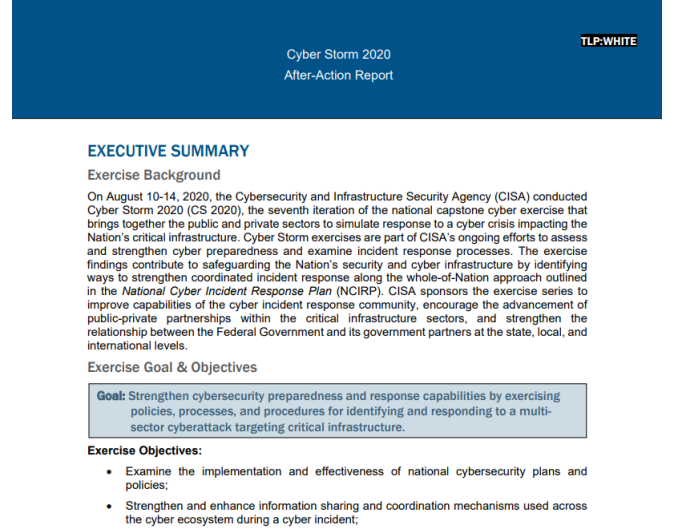 TLP:WHITE
Cyber Storm 2020
After-Action Report
EXECUTIVE SUMMARY
Exercise Background
On August 10-14, 2020, the Cybersecurity and Infrastructure Security Agency (CISA) conducted
Cyber Storm 2020 (CS 2020), the seventh iteration of the national capstone cyber exercise that
brings together the public and private sectors to simulate response to a cyber crisis impacting the
Nation's critical infrastructure. Cyber Storm exercises are part of CISA's ongoing efforts to assess
and strengthen cyber preparedness and examine incident response processes. The exercise
findings contribute to safeguarding the Nation's security and cyber infrastructure by identifying
ways to strengthen coordinated incident response along the whole-of-Nation approach outlined
in the National Cyber Incident Response Plan (NCIRP). CISA sponsors the exercise series to
improve capabilities of the cyber incident response community, encourage the advancement of
public-private partnerships within the critical infrastructure sectors, and strengthen the
relationship between the Federal Government and its government partners at the state, local, and
international levels.
Exercise Goal & Objectives
Goal: Strengthen cybersecurity preparedness and response capabilities by exercising
policies, processes, and procedures for identifying and responding to a multi-
sector cyberattack targeting critical infrastructure.
Exercise Objectives:
• Examine the implementation and effectiveness of national cybersecurity plans and
policies;
• Strengthen and enhance information sharing and coordination mechanisms used across
the cyber ecosystem during a cyber incident;